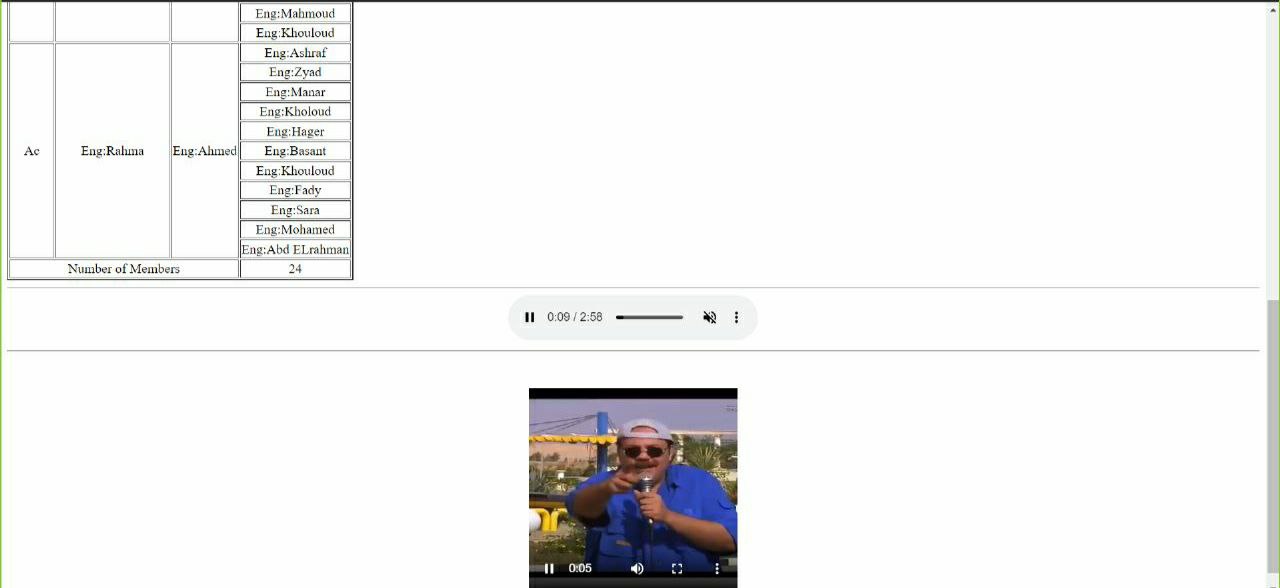 Eng:Mahmoud
Eng:Khouloud
Ac
Eng:Rahma
Eng:Ahmed
Eng:Ashraf
Eng:Zyad
Eng:Manar
Eng:Kholoud
Eng:Hager
Eng:Basant
Eng:Khouloud
Eng:Fady
Eng:Sara
Eng:Mohamed
Eng:Abd ELrahman
Number of Members 24
0:09 / 2:58
0:05